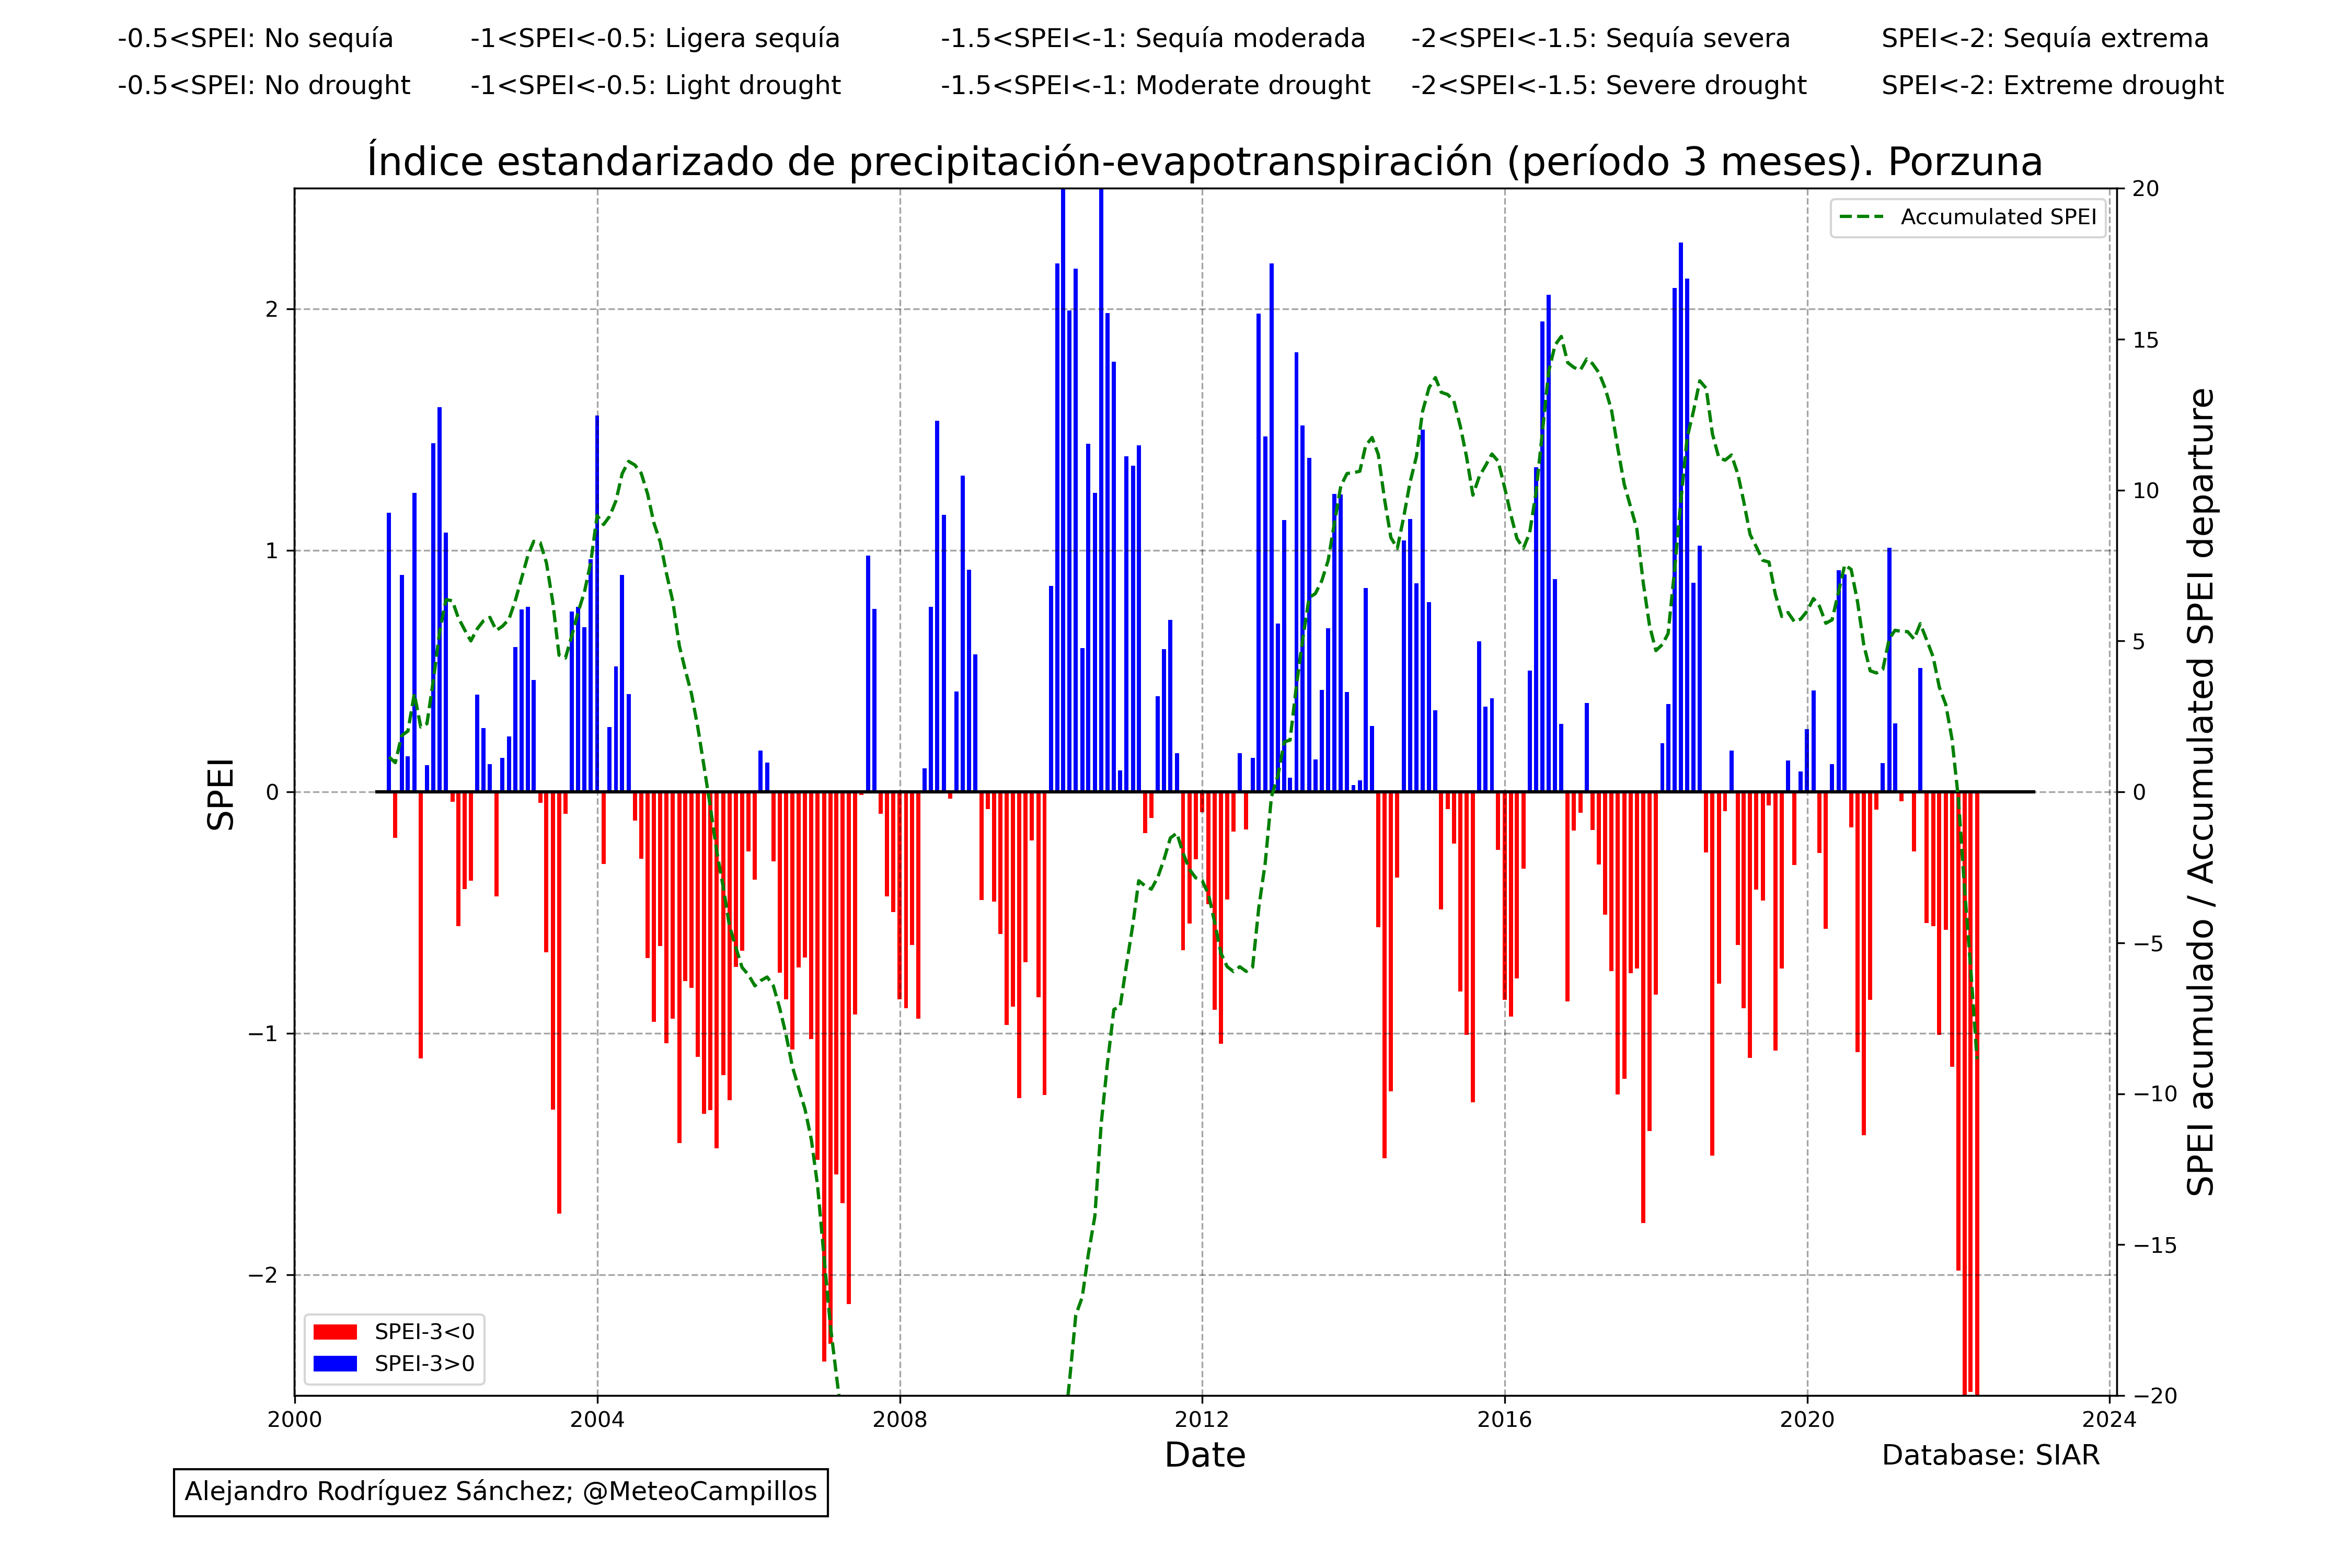 -0.5<SPEI: No sequía -1<SPEI<-0.5: Ligera sequía -1.5<SPEI<-1: Sequía moderada -2<SPEI<-1.5: Sequía severa SPEI<-2: Sequía extrema
-0.5<SPEI: No drought -1<SPEI<-0.5: Light drought -1.5<SPEI<-1: Moderate drought -2<SPEI<-1.5: Severe drought SPEI<-2: Extreme drought
Índice estandarizado de precipitación-evapotranspiración (período 3 meses). Porzuna
Accumulated SPEI
SPEI
2
1
0
−1
−2
20
15
10
5
0
−5
−10
−15
−20
SPEI acumulado / Accumulated SPEI departure
SPEI-3<0
SPEI-3>0
2000 2004 2008 2012 2016 2020 2024
Date
Database: SIAR
Alejandro Rodríguez Sánchez; @MeteoCampillos